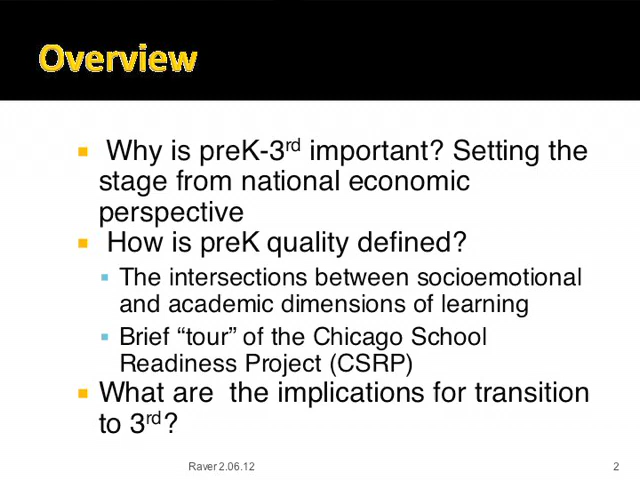 Overview
Why is preK-3rd important? Setting the
stage from national economic
perspective
How is preK quality defined?
The intersections between socioemotional
and academic dimensions of learning
Brief “tour” of the Chicago School
Readiness Project (CSRP)
What are  the implications for transition
to 3rd?
Raver 2.06.12
2